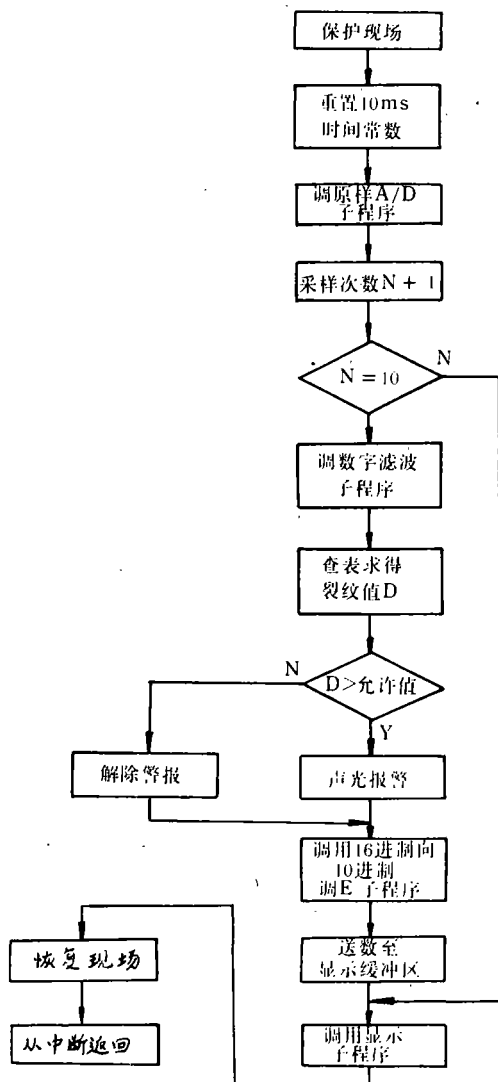 保护现场
重置10ms
时间常数
调原样A/D
子程序
采样次数N + 1
N = 10
N
调数字滤波
子程序
查表求得
裂纹值D
N
D>允许值
Y
解除警报
声光报警
调用16进制向
10进制
调E 子程序
送数至
显示缓冲区
恢复现场
从中断返回
调用显示
子程序